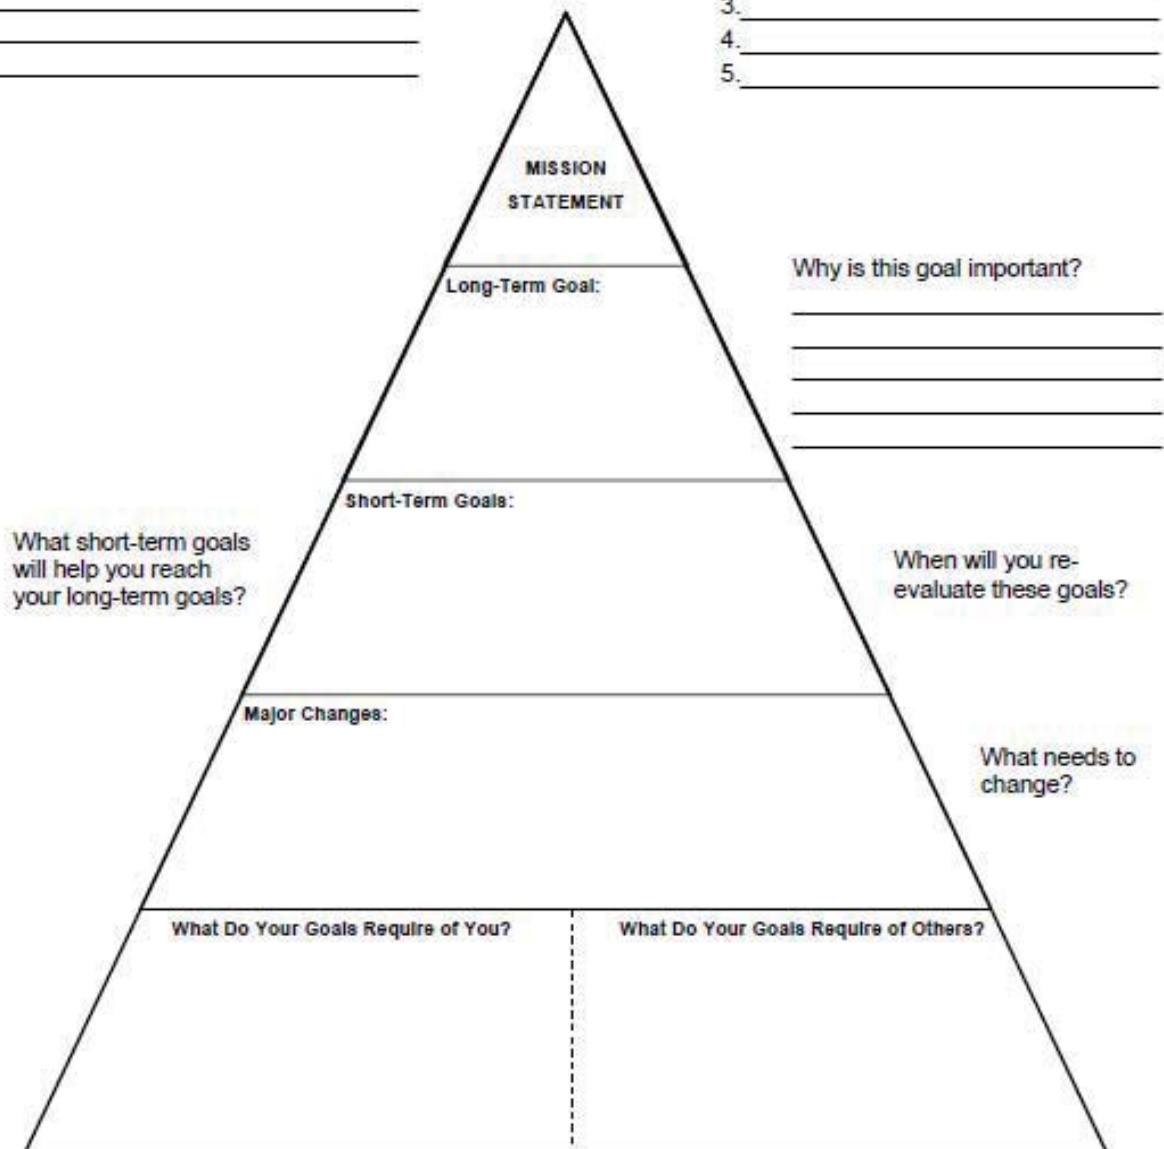 3.
4.
5.
MISSION
STATEMENT
Why is this goal important?
Long-Term Goal:
Short-Term Goals:
What short-term goals
will help you reach
your long-term goals?
When will you re-
evaluate these goals?
Major Changes:
What needs to
change?
What Do Your Goals Require of You?
What Do Your Goals Require of Others?